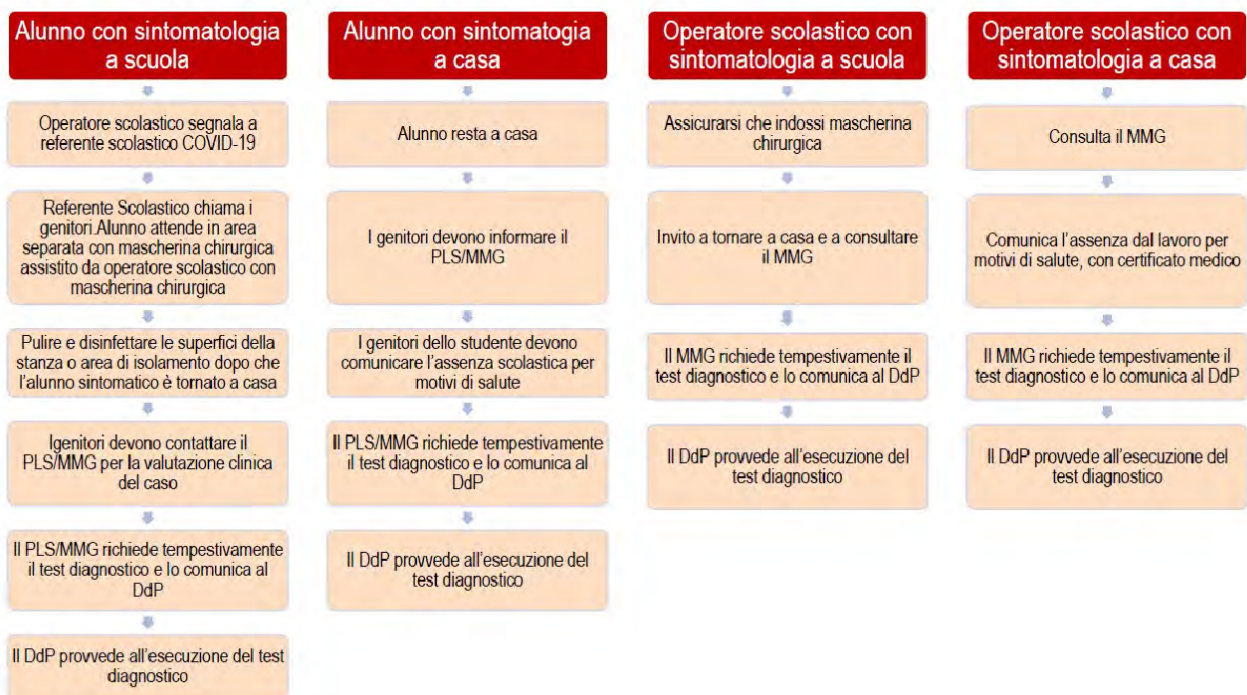 Alunno con sintomatologia
a scuola
Operatore scolastico segnala a
referente scolastico COVID-19
Referente Scolastico chiama i
genitori.Alunno attende in area
separata con mascherina chirurgica
assistito da operatore scolastico con
mascherina chirurgica
Pulire e disinfettare le superfici della
stanza o area di isolamento dopo che
l'alunno sintomatico è tornato a casa
Igenitori devono contattare il
PLS/MMG per la valutazione clinica
del caso
Il PLS/MMG richiede tempestivamente
il test diagnostico e lo comunica al
DdP
Il DdP provvede all'esecuzione del test
diagnostico
Alunno con sintomatogia
a casa
Alunno resta a casa
I genitori devono informare il
PLS/MMG
I genitori dello studente devono
comunicare l'assenza scolastica per
motivi di salute
Il PLS/MMG richiede tempestivamente
il test diagnostico e lo comunica al
DdP
Il DdP provvede all'esecuzione del
test diagnostico
Operatore scolastico con
sintomatologia a scuola
Assicurarsi che indossi mascherina
chirurgica
Invito a tornare a casa e a consultare
il MMG
Il MMG richiede tempestivamente il
test diagnostico e lo comunica al DdP
Il DdP provvede all'esecuzione del
test diagnostico
Operatore scolastico con
sintomatologia a casa
Consulta il MMG
Comunica l'assenza dal lavoro per
motivi di salute, con certificato medico
Il MMG richiede tempestivamente il
test diagnostico e lo comunica al DdP
Il DdP provvede all'esecuzione del
test diagnostico